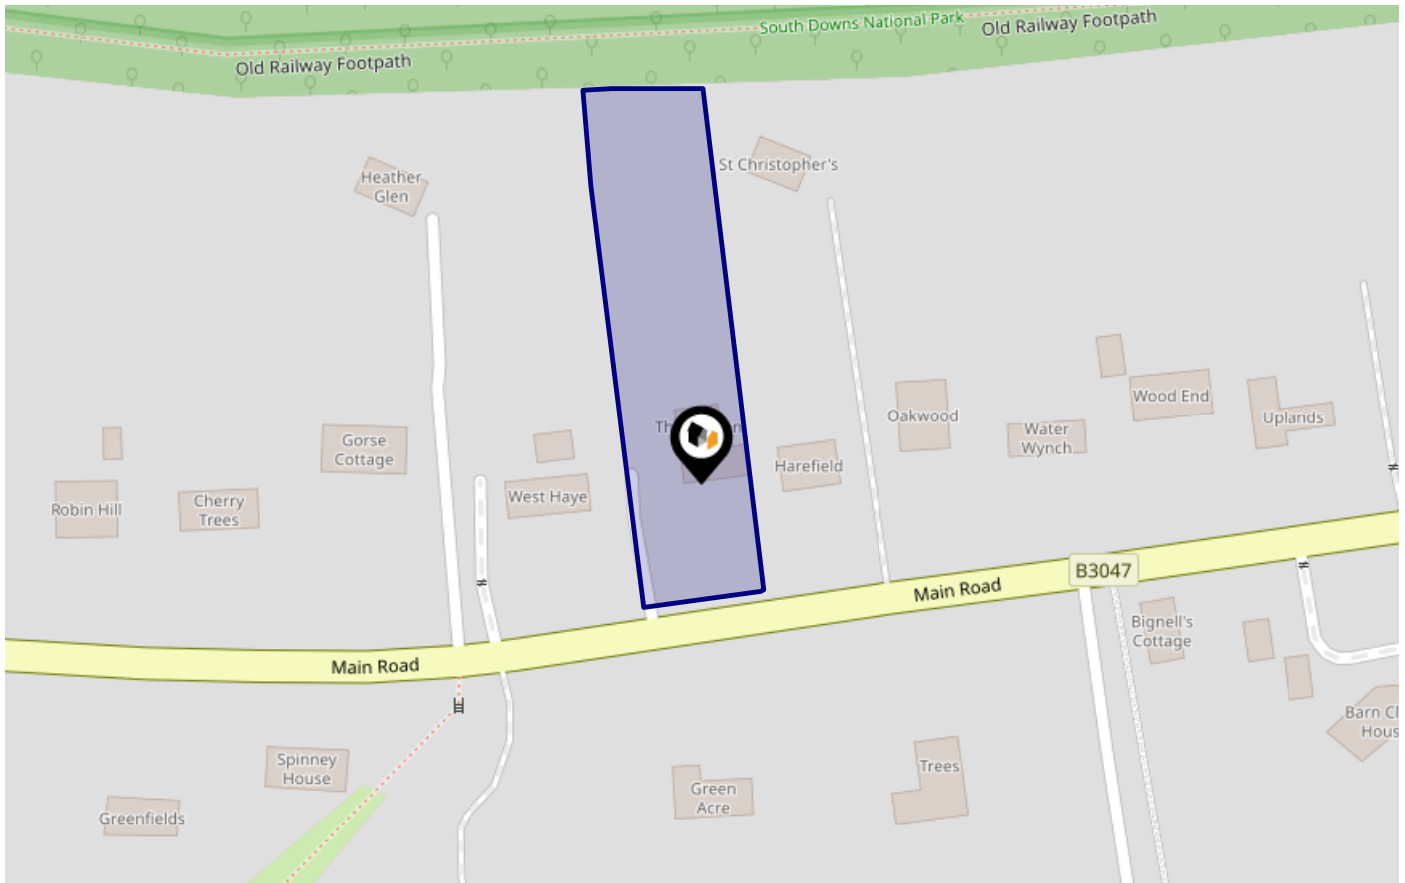 South Downs National Park
Old Railway Footpath
Old Railway Footpath
St Christopher's
Heather
Glen
Wood End
Oakwood
Uplands
Water
Wynch
Gorse
Cottage
Harefield
West Haye
Robin Hill
Cherry
Trees
B3047
Main Road
Bignell's
Cottage
Main Road
Barn Cl
Hous
Spinney
House
Trees
Green
Acre
Greenfields